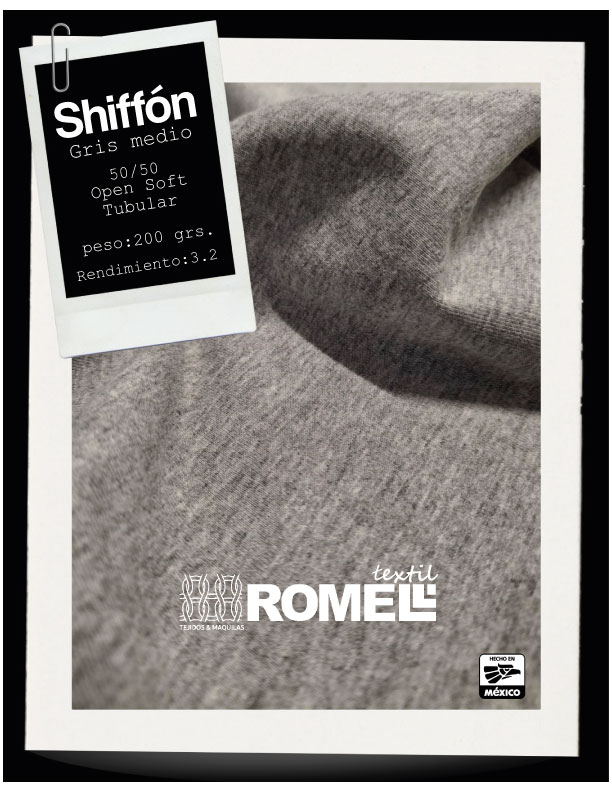 Shiffón
Gris medio
50/50
Open Soft
Tubular
peso:200 grs.
Rendimiento:3.2
textil
ROMELLI
TEJIDOS & MAQUILAS
HECHO EN
MÉXICO